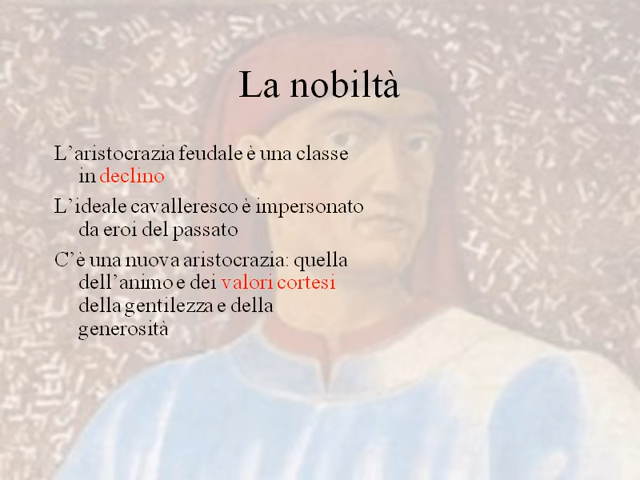 La nobiltà
L’aristocrazia feudale è una classe
in declino
L’ideale cavalleresco è impersonato
da eroi del passato
C’è una nuova aristocrazia: quella
dell’animo e dei valori cortesi
della gentilezza e della
generosità